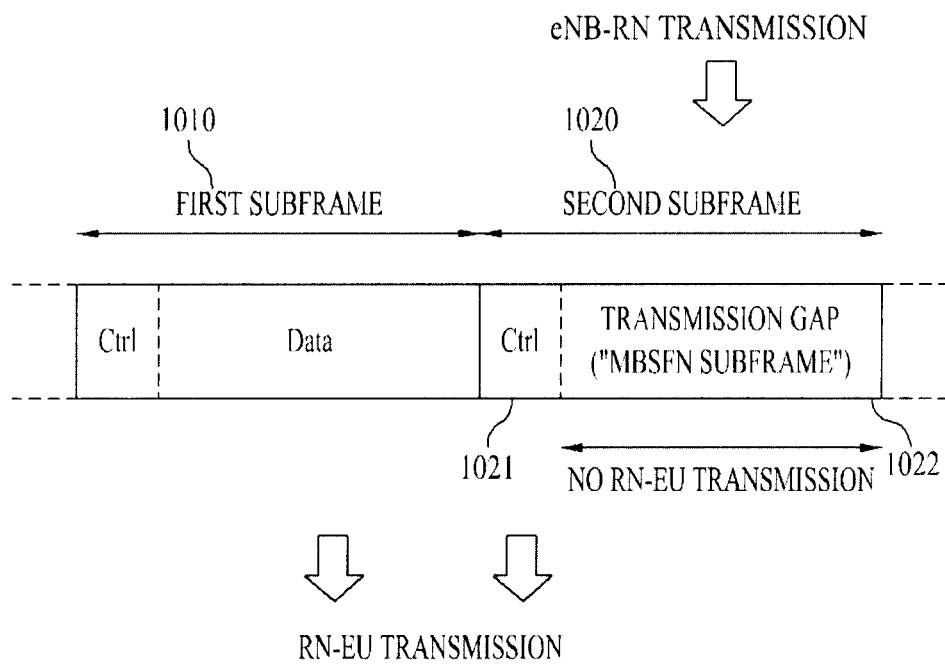 eNB-RN TRANSMISSION
1010
1020
FIRST SUBFRAME
SECOND SUBFRAME
Ctrl
Data
Ctrl
TRANSMISSION GAP
("MBSFN SUBFRAME")
1021
1022
NO RN-EU TRANSMISSION
RN-EU TRANSMISSION